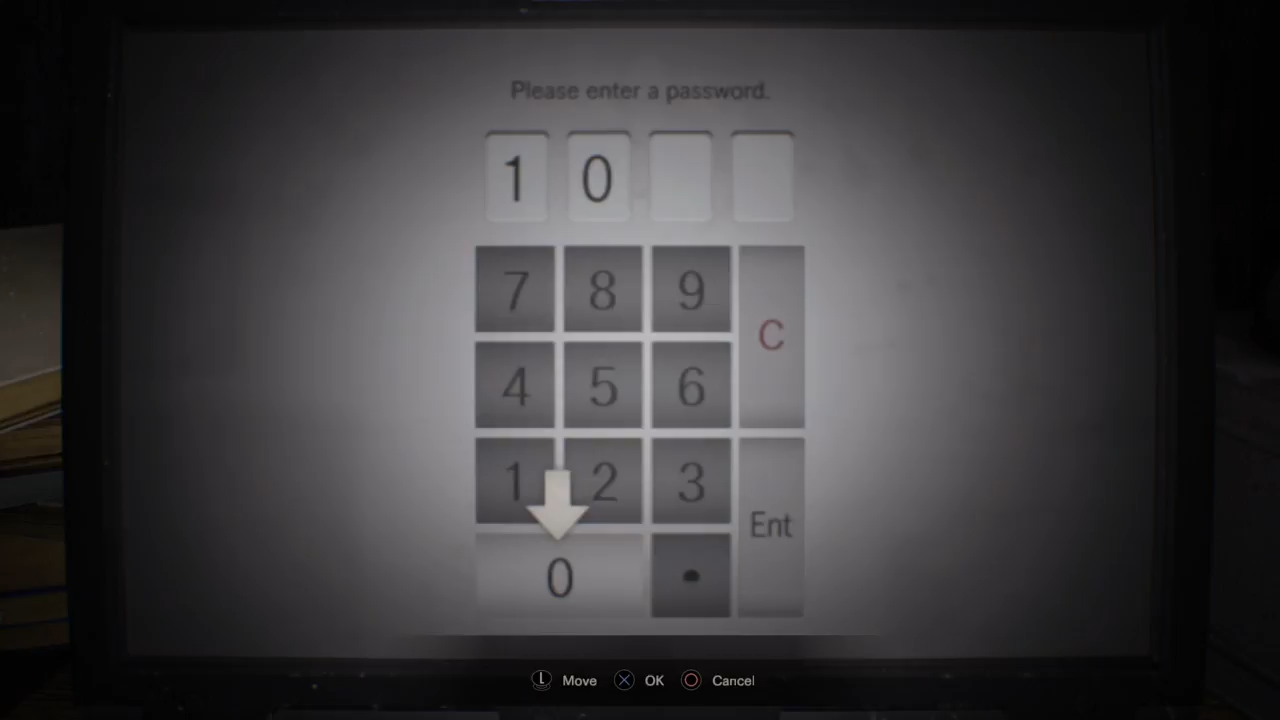 Please enter a password.
1 0
7 8 9 C
4 5 6
1 2 3 Ent
0 •
L Move OK Cancel